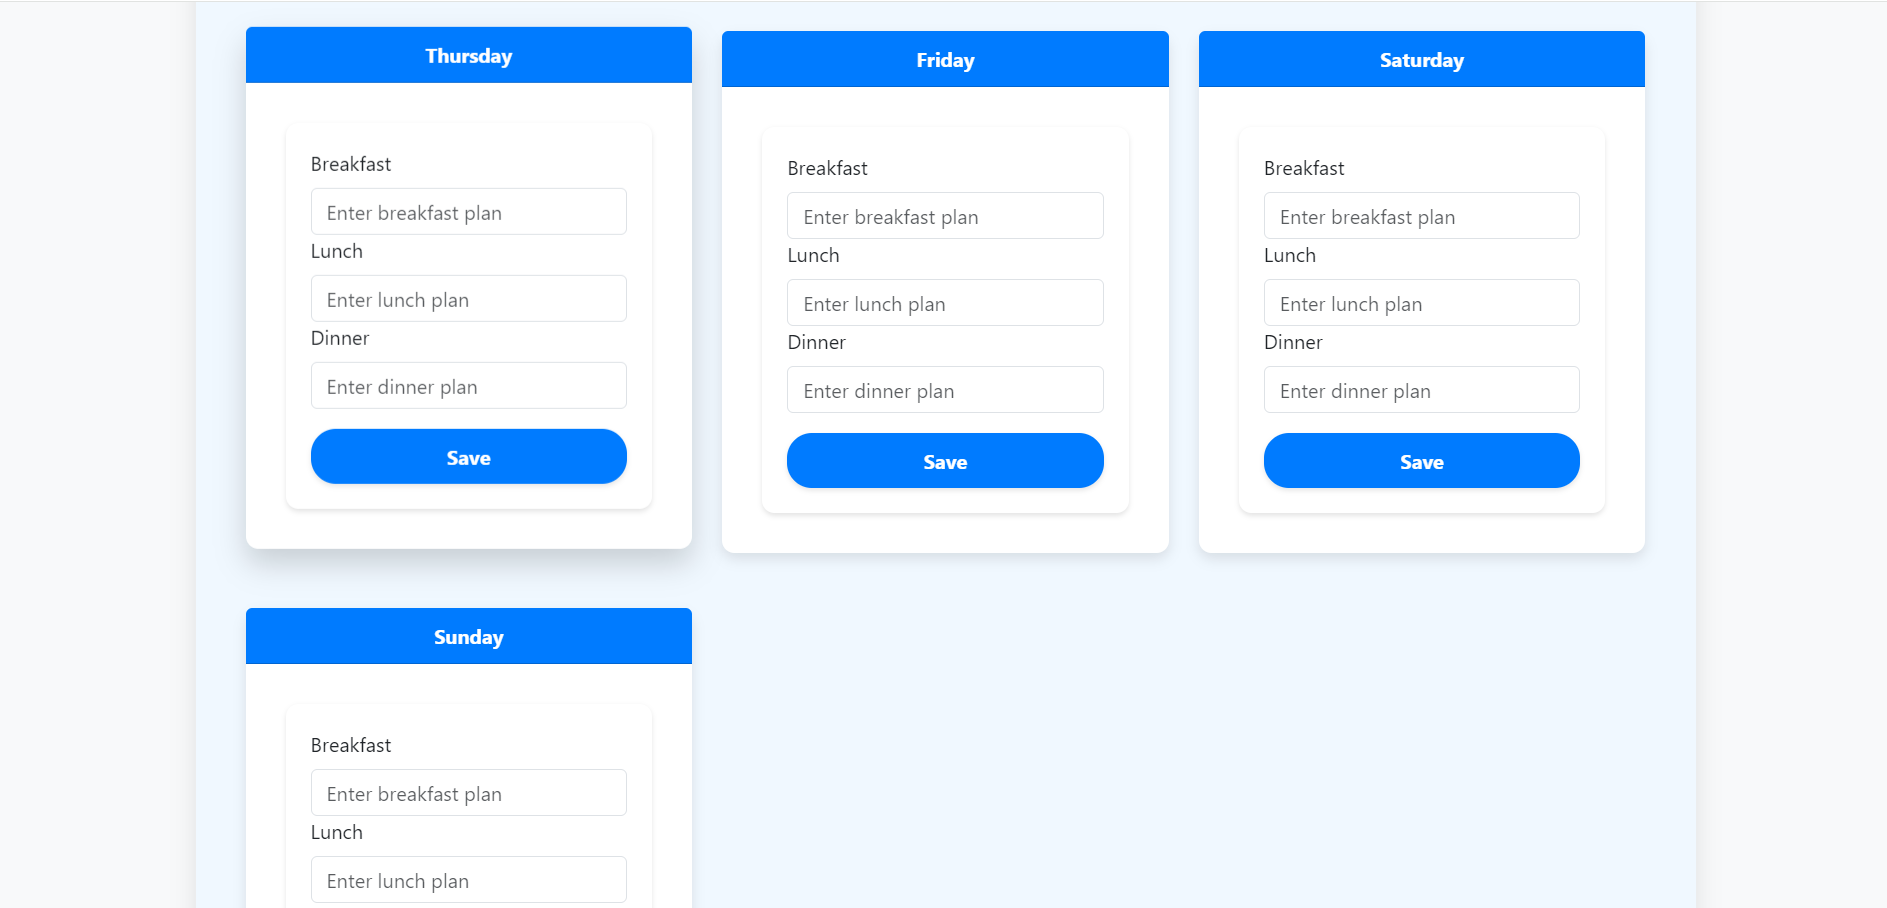 Thursday
Breakfast
Enter breakfast plan
Lunch
Enter lunch plan
Dinner
Enter dinner plan
Save
Friday
Breakfast
Enter breakfast plan
Lunch
Enter lunch plan
Dinner
Enter dinner plan
Save
Saturday
Breakfast
Enter breakfast plan
Lunch
Enter lunch plan
Dinner
Enter dinner plan
Save
Sunday
Breakfast
Enter breakfast plan
Lunch
Enter lunch plan